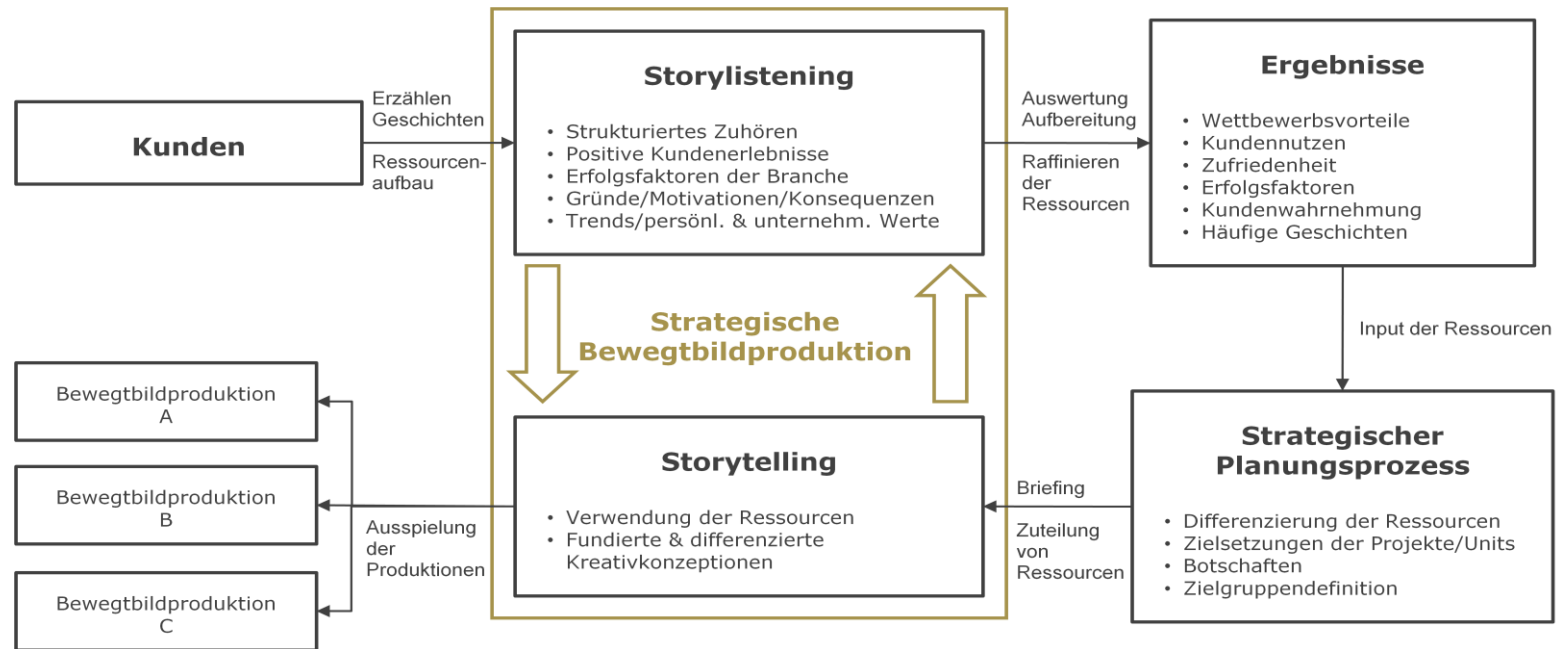 Kunden
Erzählen
Geschichten
Ressourcen-
aufbau
Storylistening
• Strukturiertes Zuhören
• Positive Kundenerlebnisse
• Erfolgsfaktoren der Branche
• Gründe/Motivationen/Konsequenzen
• Trends/persönl. & unternehm. Werte
Auswertung
Aufbereitung
Raffinieren
der
Ressourcen
Ergebnisse
• Wettbewerbsvorteile
• Kundennutzen
• Zufriedenheit
• Erfolgsfaktoren
• Kundenwahrnehmung
• Häufige Geschichten
Input der Ressourcen
Strategische
Bewegtbildproduktion
Strategischer
Planungsprozess
• Differenzierung der Ressourcen
• Zielsetzungen der Projekte/Units
• Botschaften
• Zielgruppendefinition
Briefing
Zuteilung
von
Ressourcen
Storytelling
• Verwendung der Ressourcen
• Fundierte & differenzierte
Kreativkonzeptionen
Ausspielung
der
Produktionen
Bewegtbildproduktion
A
Bewegtbildproduktion
B
Bewegtbildproduktion
C